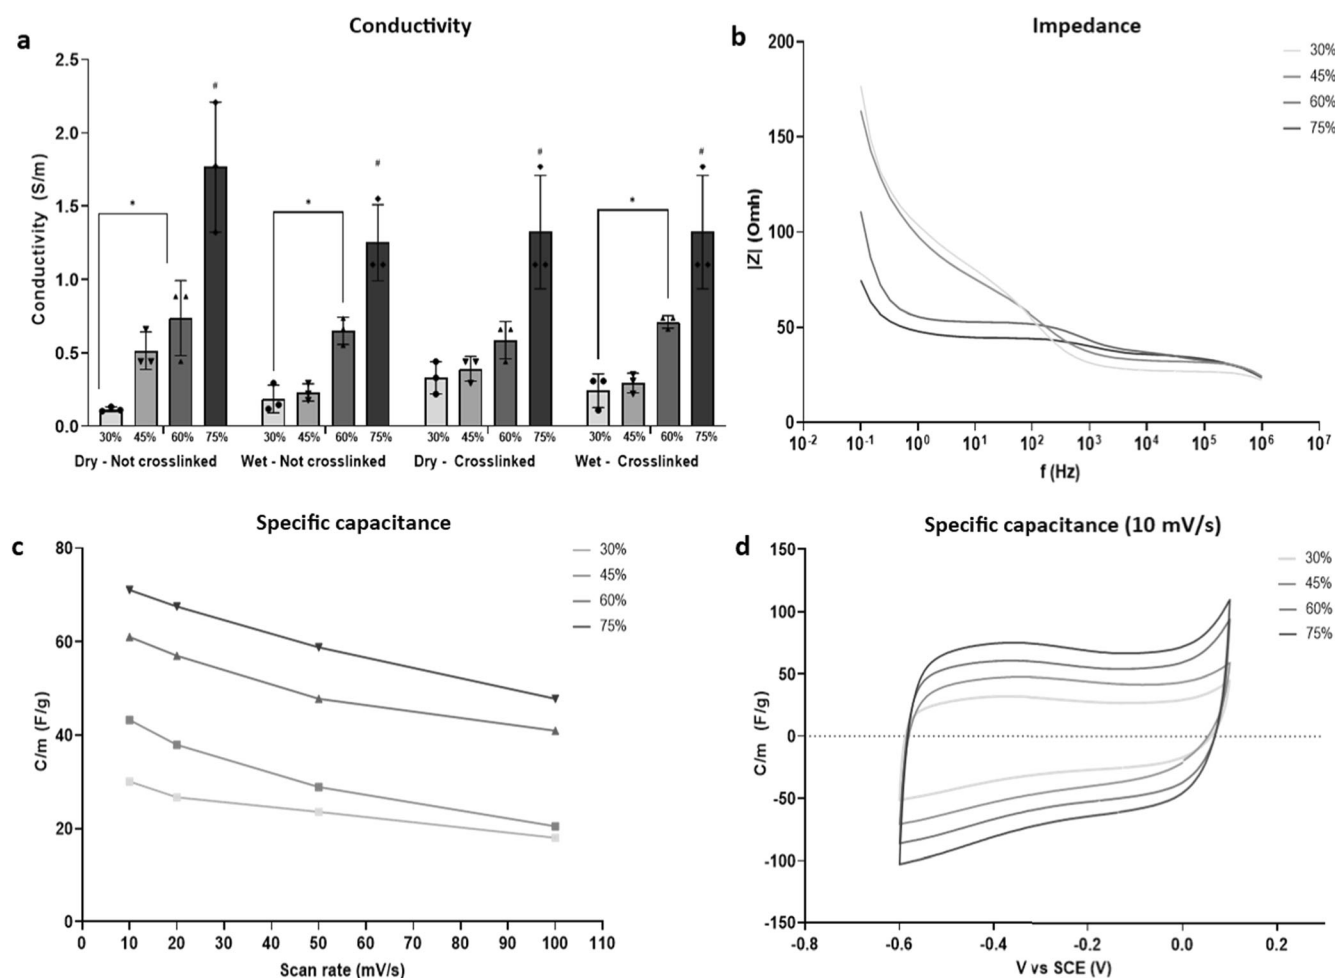 a
Conductivity
Conductivity (S/m)
2.5
2.0
1.5
1.0
0.5
0.0
*
#
*
#
#
*
#
30% 45% 60% 75% 30% 45% 60% 75% 30% 45% 60% 75% 30% 45% 60% 75%
Dry - Not crosslinked Wet - Not crosslinked Dry - Crosslinked Wet - Crosslinked
b
Impedance
|Z| (Omh)
200
150
100
50
0
10-2 10-1 100 101 102 103 104 105 106 107
f (Hz)
30%
45%
60%
75%
c
Specific capacitance
C/m (F/g)
80
60
40
20
0
0 10 20 30 40 50 60 70 80 90 100 110
Scan rate (mV/s)
30%
45%
60%
75%
d
Specific capacitance (10 mV/s)
C/m (F/g)
150
100
50
0
-50
-100
-150
-0.8 -0.6 -0.4 -0.2 0.0 0.2
V vs SCE (V)
30%
45%
60%
75%